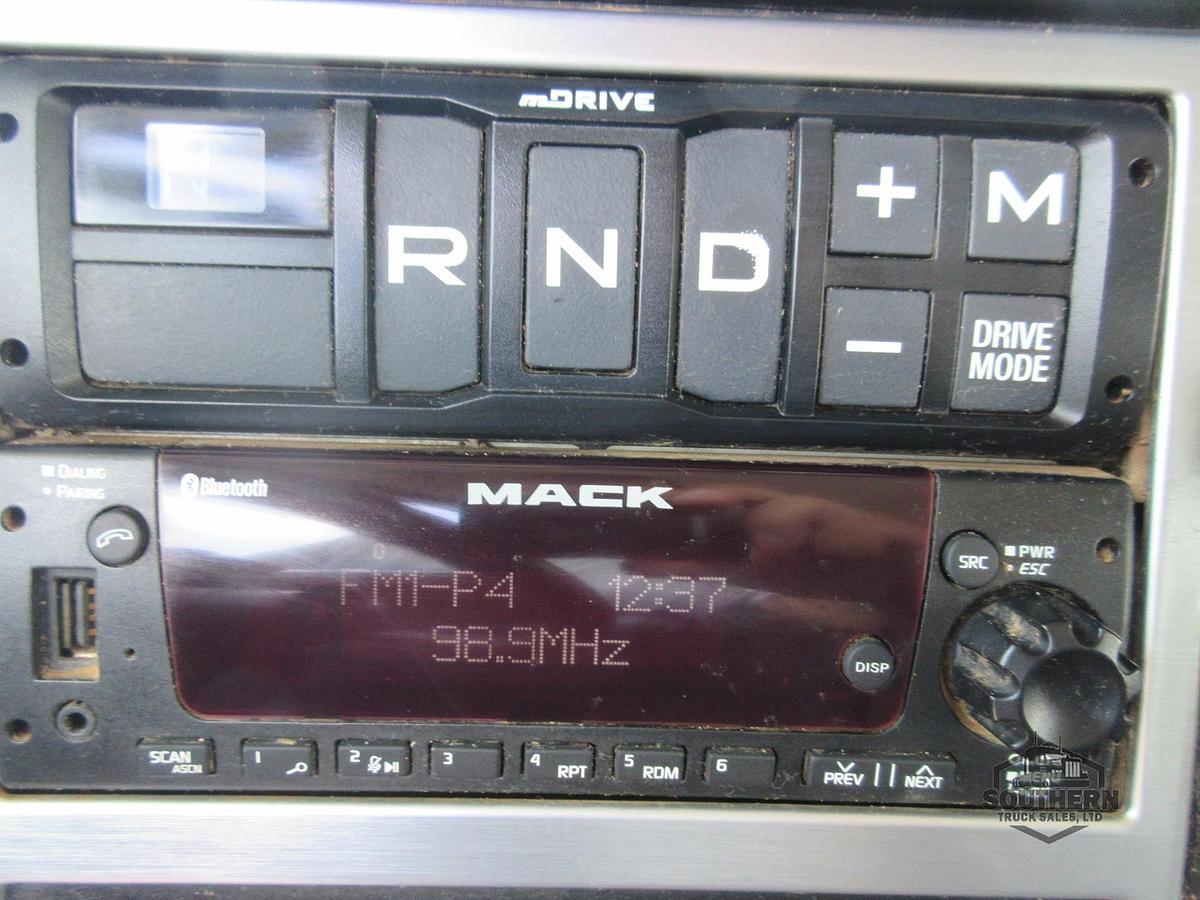 mDRIVE
R N D + M
- DRIVE
MODE
DIALING
PAIRING
Bluetooth
MACK
FM1-P4 12:37
98.9MHz
DISP
SRC PWR
ESC
SCAN
ASCN
1
2
3
4 RPT
5 RDM
6
PREV NEXT
SOUTHERN
TRUCK SALES, LTD